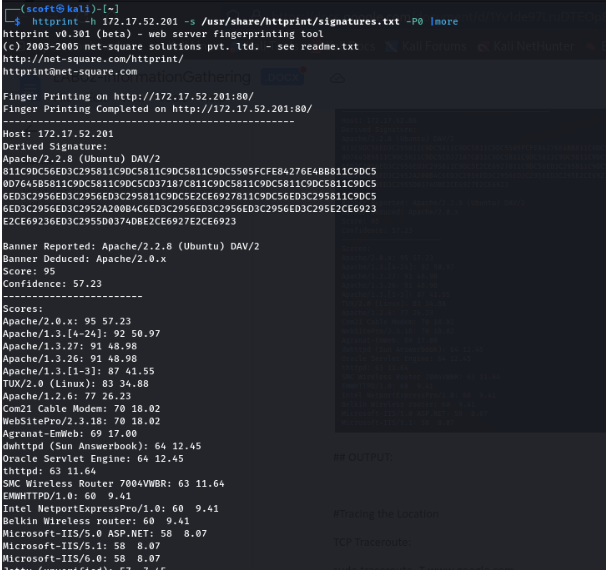 ┌──(scoft㉿kali)-[~]
└─$ httprint -h 172.17.52.201 -s /usr/share/httprint/signatures.txt -P0 |more
httprint v0.301 (beta) - web server fingerprinting tool
(c) 2003-2005 net-square solutions pvt. ltd. - see readme.txt
http://net-square.com/httprint/
httprint@net-square.com

Finger Printing on http://172.17.52.201:80/
Finger Printing Completed on http://172.17.52.201:80/
--------------------------------------------------
Host: 172.17.52.201
Derived Signature:
Apache/2.2.8 (Ubuntu) DAV/2
811C9DC56ED3C295811C9DC5811C9DC5811C9DC5505FCFE84276E4BB811C9DC5
0D7645B5811C9DC5811C9DC5CD37187C811C9DC5811C9DC5811C9DC5811C9DC5
6ED3C2956ED3C2956ED3C295811C9DC5E2CE6927811C9DC56ED3C295811C9DC5
6ED3C2956ED3C2952A200B4C6ED3C2956ED3C2956ED3C2956ED3C295E2CE6923
E2CE69236ED3C2955D0374DBE2CE6927E2CE6923

Banner Reported: Apache/2.2.8 (Ubuntu) DAV/2
Banner Deduced: Apache/2.0.x
Score: 95
Confidence: 57.23
------------------------
Scores:
Apache/2.0.x: 95 57.23
Apache/1.3.[4-24]: 92 50.97
Apache/1.3.27: 91 48.98
Apache/1.3.26: 91 48.98
Apache/1.3.[1-3]: 87 41.55
TUX/2.0 (Linux): 83 34.88
Apache/1.2.6: 77 26.23
Com21 Cable Modem: 70 18.02
WebSitePro/2.3.18: 70 18.02
Agranat-EmWeb: 69 17.00
dwhttpd (Sun Answerbook): 64 12.45
Oracle Servlet Engine: 64 12.45
thttpd: 63 11.64
SMC Wireless Router 7004VWBR: 63 11.64
EMWHTTPD/1.0: 60  9.41
Intel NetportExpressPro/1.0: 60  9.41
Belkin Wireless router: 60  9.41
Microsoft-IIS/5.0 ASP.NET: 58  8.07
Microsoft-IIS/5.1: 58  8.07
Microsoft-IIS/6.0: 58  8.07
Kali Forums
Kali NetHunter
InformationGathering
## OUTPUT
#Tracing the Location
TCP Traceroute